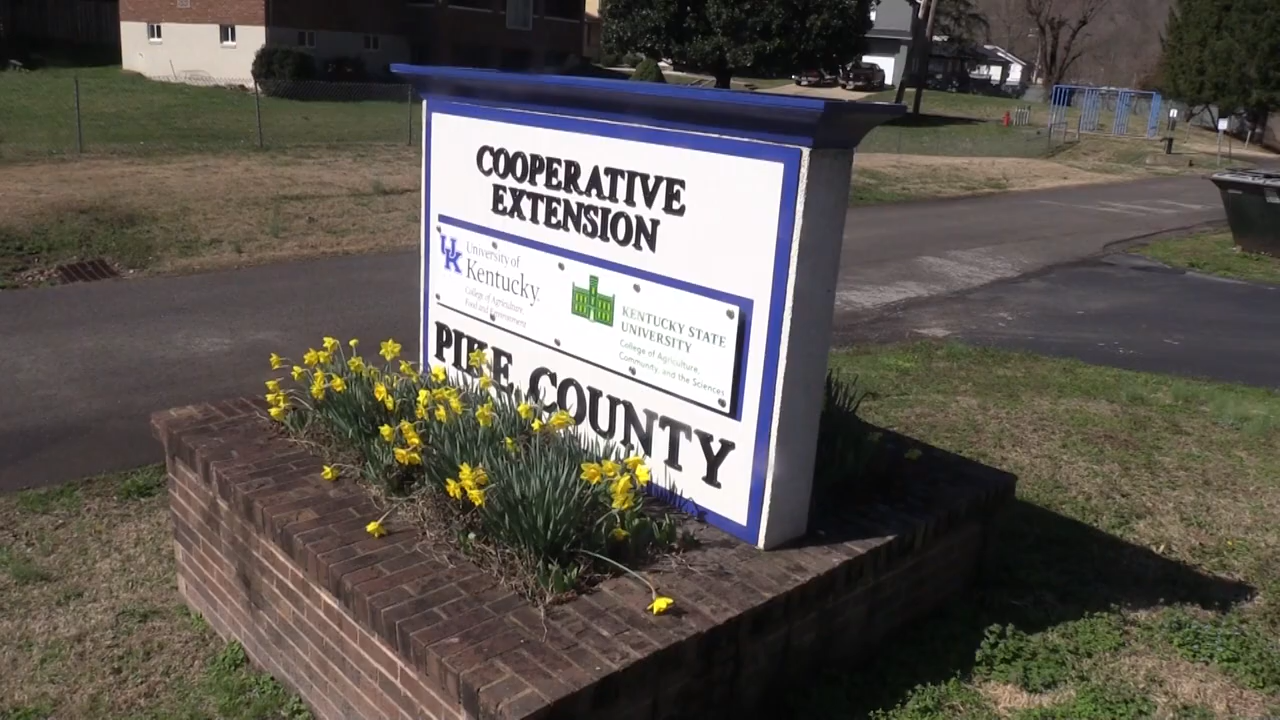 COOPERATIVE
EXTENSION
UK
University of
Kentucky
College of Agriculture,
Food and Environment
KENTUCKY STATE
UNIVERSITY
College of Agriculture,
Community, and the Sciences
PIKE COUNTY